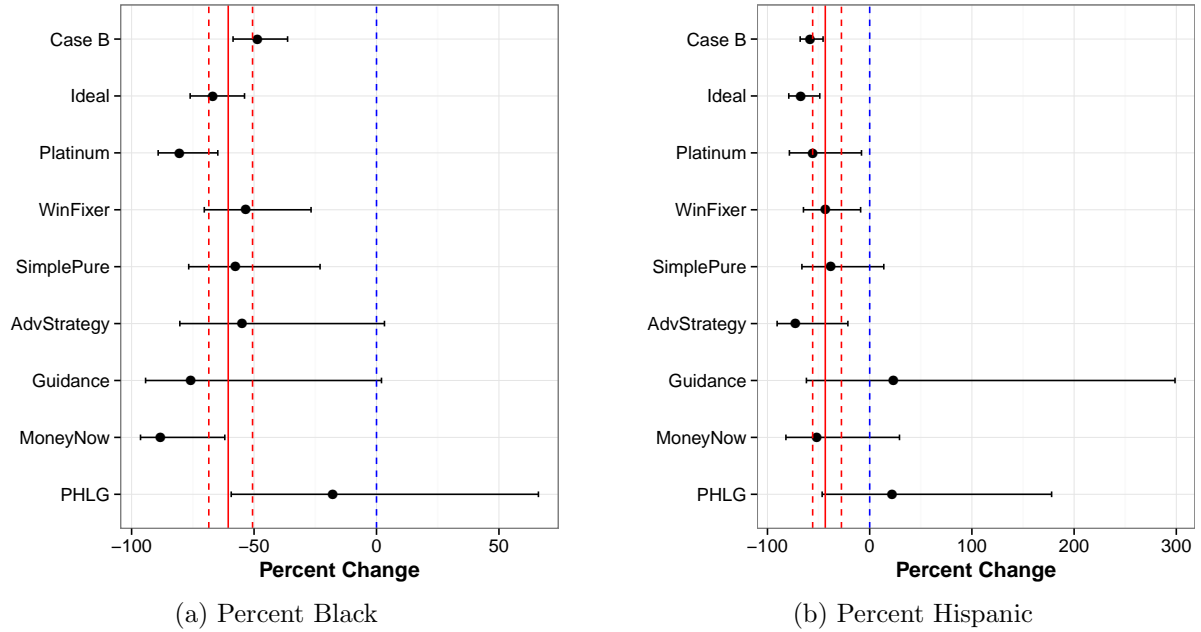 Case B
Ideal
Platinum
WinFixer
SimplePure
AdvStrategy
Guidance
MoneyNow
PHLG
−100 −50 0 50
Percent Change
(a) Percent Black
Case B
Ideal
Platinum
WinFixer
SimplePure
AdvStrategy
Guidance
MoneyNow
PHLG
−100 0 100 200 300
Percent Change
(b) Percent Hispanic